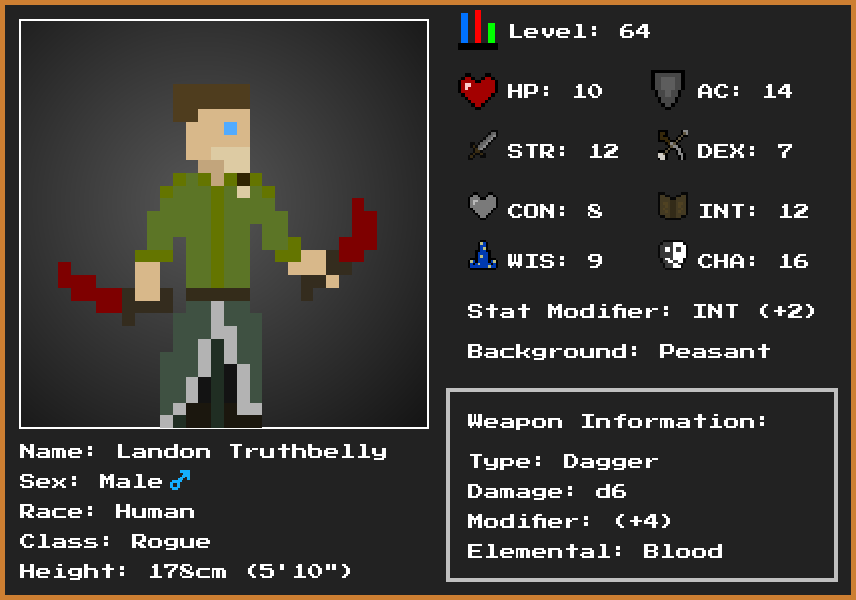 Level: 64
HP: 10 AC: 14
STR: 12 DEX: 7
CON: 8 INT: 12
WIS: 9 CHA: 16
Stat Modifier: INT (+2)
Background: Peasant
Weapon Information:
Type: Dagger
Damage: d6
Modifier: (+4)
Elemental: Blood
Name: Landon Truthbelly
Sex: Male ♂
Race: Human
Class: Rogue
Height: 178cm (5'10")